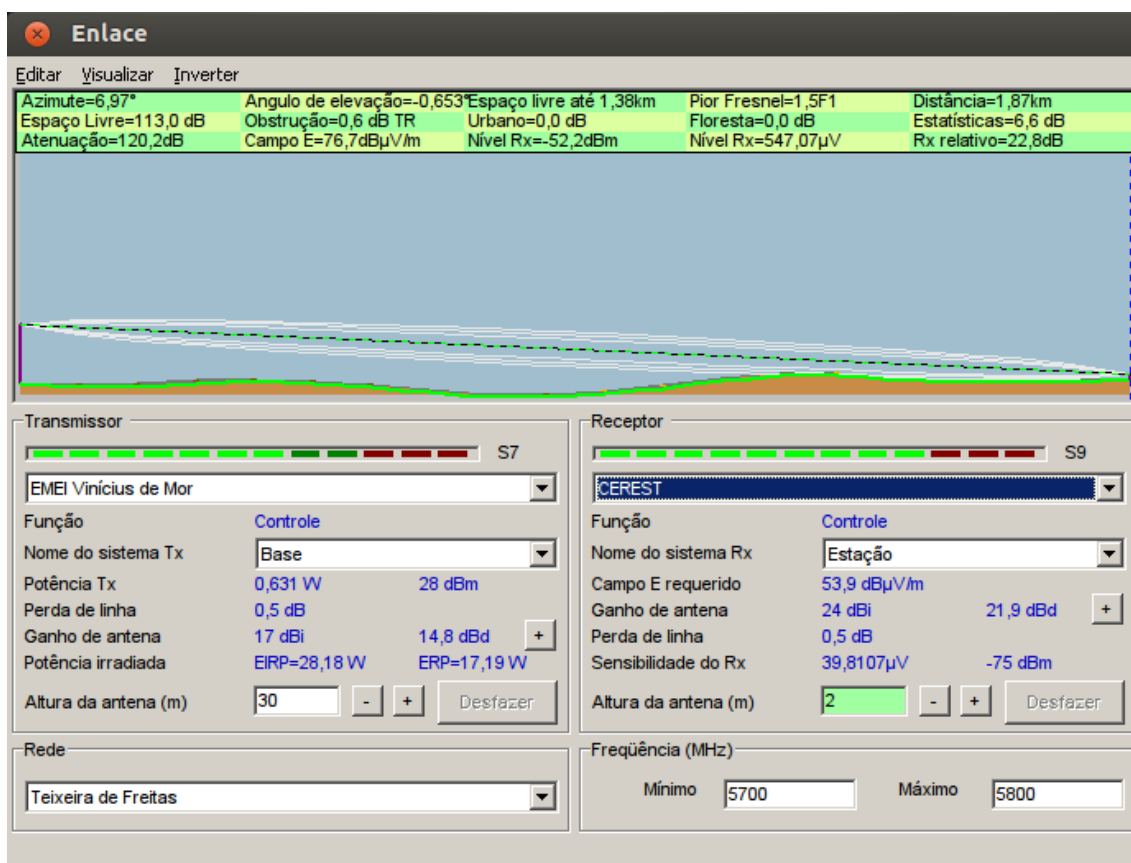 Enlace
Editar Visualizar Inverter
Azimute=6,97° Angulo de elevação=-0,653° Espaço livre até 1,38km Pior Fresnel=1,5F1 Distância=1,87km
Espaço Livre=113,0 dB Obstrução=0,6 dB TR Urbano=0,0 dB Floresta=0,0 dB Estatísticas=6,6 dB
Atenuação=120,2dB Campo E=76,7dBµV/m Nível Rx=-52,2dBm Nível Rx=547,07µV Rx relativo=22,8dB
Transmissor
S7
EMEI Vinícius de Mor
Função Controle
Nome do sistema Tx Base
Potência Tx 0,631 W 28 dBm
Perda de linha 0,5 dB
Ganho de antena 17 dBi 14,8 dBd +
Potência irradiada EIRP=28,18 W ERP=17,19 W
Altura da antena (m) 30 - + Desfazer
Rede
Teixeira de Freitas
Receptor
S9
CEREST
Função Controle
Nome do sistema Rx Estação
Campo E requerido 53,9 dBµV/m
Ganho de antena 24 dBi 21,9 dBd +
Perda de linha 0,5 dB
Sensibilidade do Rx 39,8107µV -75 dBm
Altura da antena (m) 2 - + Desfazer
Freqüência (MHz)
Mínimo 5700 Máximo 5800